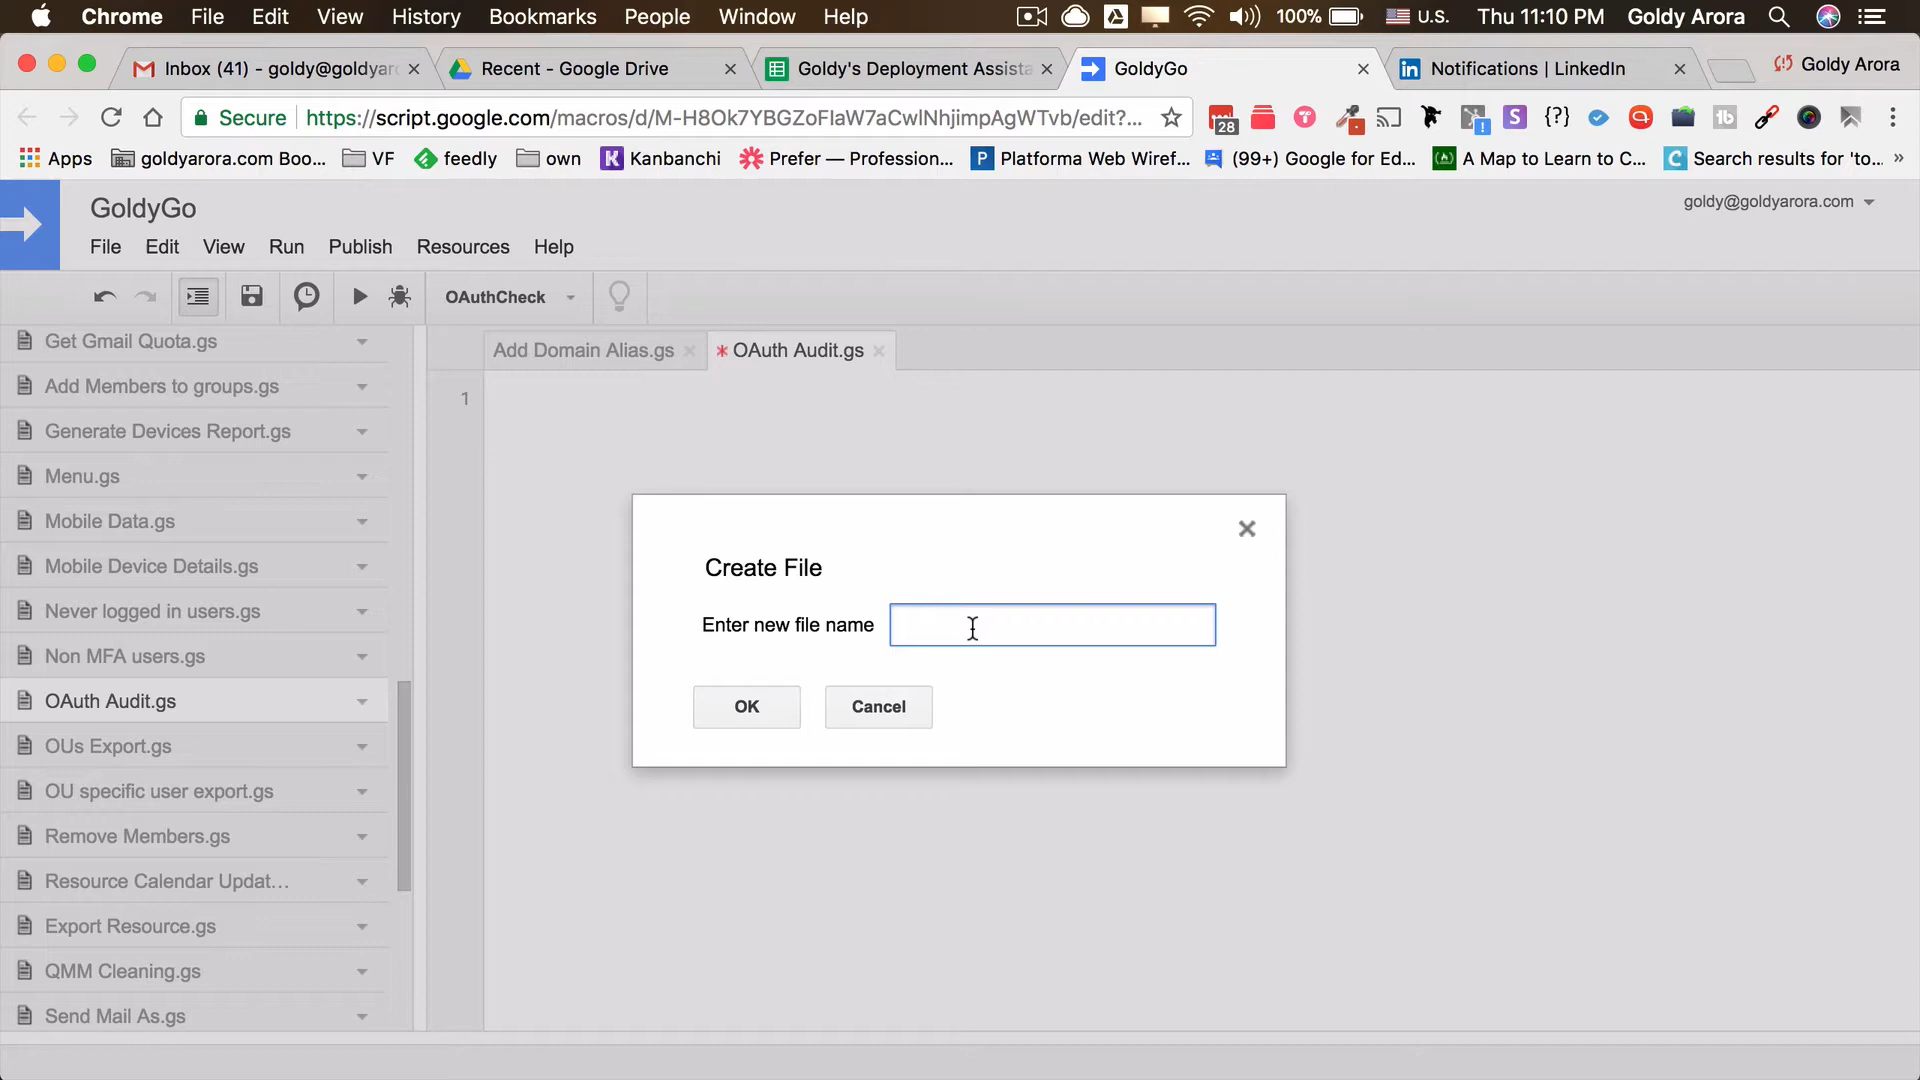 Chrome File Edit View History Bookmarks People Window Help 100% U.S. Thu 11:10 PM Goldy Arora
Inbox (41) - goldy@goldyaro Recent - Google Drive Goldy's Deployment Assista GoldyGo Notifications | LinkedIn Goldy Arora
Secure https://script.google.com/macros/d/M-H8Ok7YBGZoFIaW7aCwlNhjimpAgWTvb/edit?... 28
Apps goldyarora.com Boo... VF feedly own Kanbanchi Prefer — Profession... Platforma Web Wiref... (99+) Google for Ed... A Map to Learn to C... Search results for 'to... »
GoldyGo goldy@goldyarora.com
File Edit View Run Publish Resources Help
OAuthCheck
Get Gmail Quota.gs
Add Members to groups.gs
Generate Devices Report.gs
Menu.gs
Mobile Data.gs
Mobile Device Details.gs
Never logged in users.gs
Non MFA users.gs
OAuth Audit.gs
OUs Export.gs
OU specific user export.gs
Remove Members.gs
Resource Calendar Updat...
Export Resource.gs
QMM Cleaning.gs
Send Mail As.gs
Add Domain Alias.gs * OAuth Audit.gs
1
Create File
Enter new file name
OK Cancel